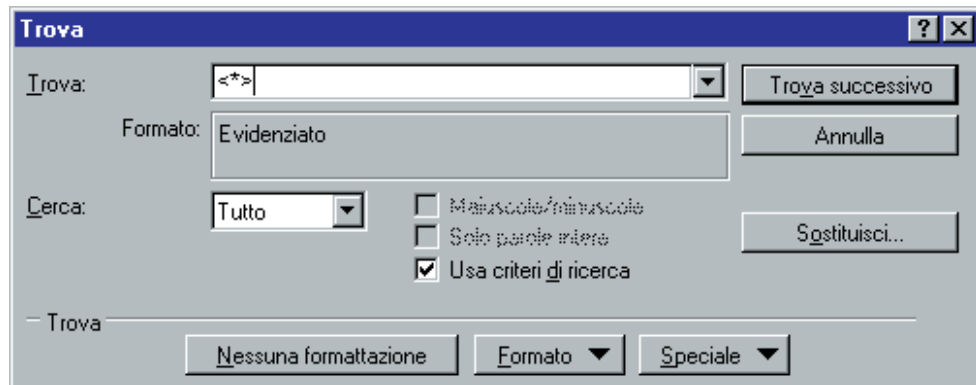 Trova
Trova: <*> Trova successivo
Formato: Evidenziato Annulla
Cerca: Tutto Maiuscole/minuscole
Solo parole intere Sostituisci...
Usa criteri di ricerca
Trova
Nessuna formattazione Formato Speciale